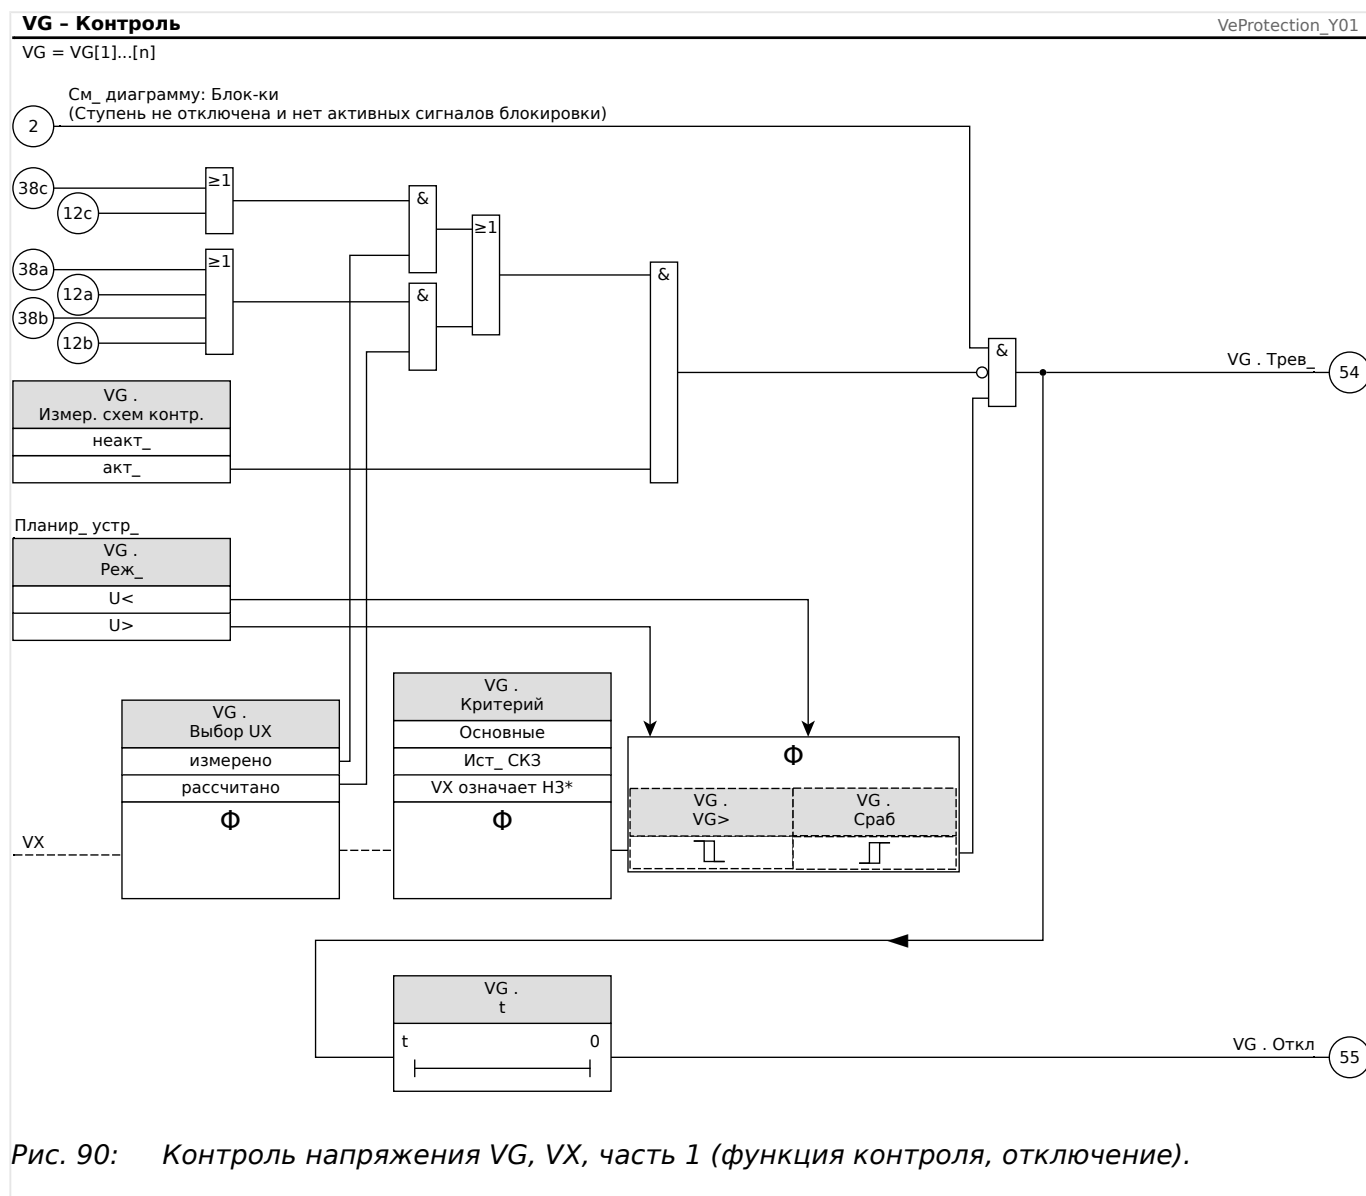 VG – Контроль
VeProtection_Y01
VG = VG[1]...[n]
См_ диаграмму: Блок-ки
(Ступень не отключена и нет активных сигналов блокировки)
2
38c
≥1
12c
&
≥1
38a
≥1
12a
&
&
38b
12b
&
VG . Трев_
54
VG .
Измер. схем контр.
неакт_
акт_
Планир_ устр_
VG .
Реж_
U<
U>
VG .
Выбор UX
измерено
рассчитано
Φ
VX
VG .
Критерий
Основные
Ист_ СКЗ
VX означает H3*
Φ
Φ
VG .
VG>
VG .
Сраб
VG .
t
t
0
VG . Откл
55
Рис. 90: Контроль напряжения VG, VX, часть 1 (функция контроля, отключение).